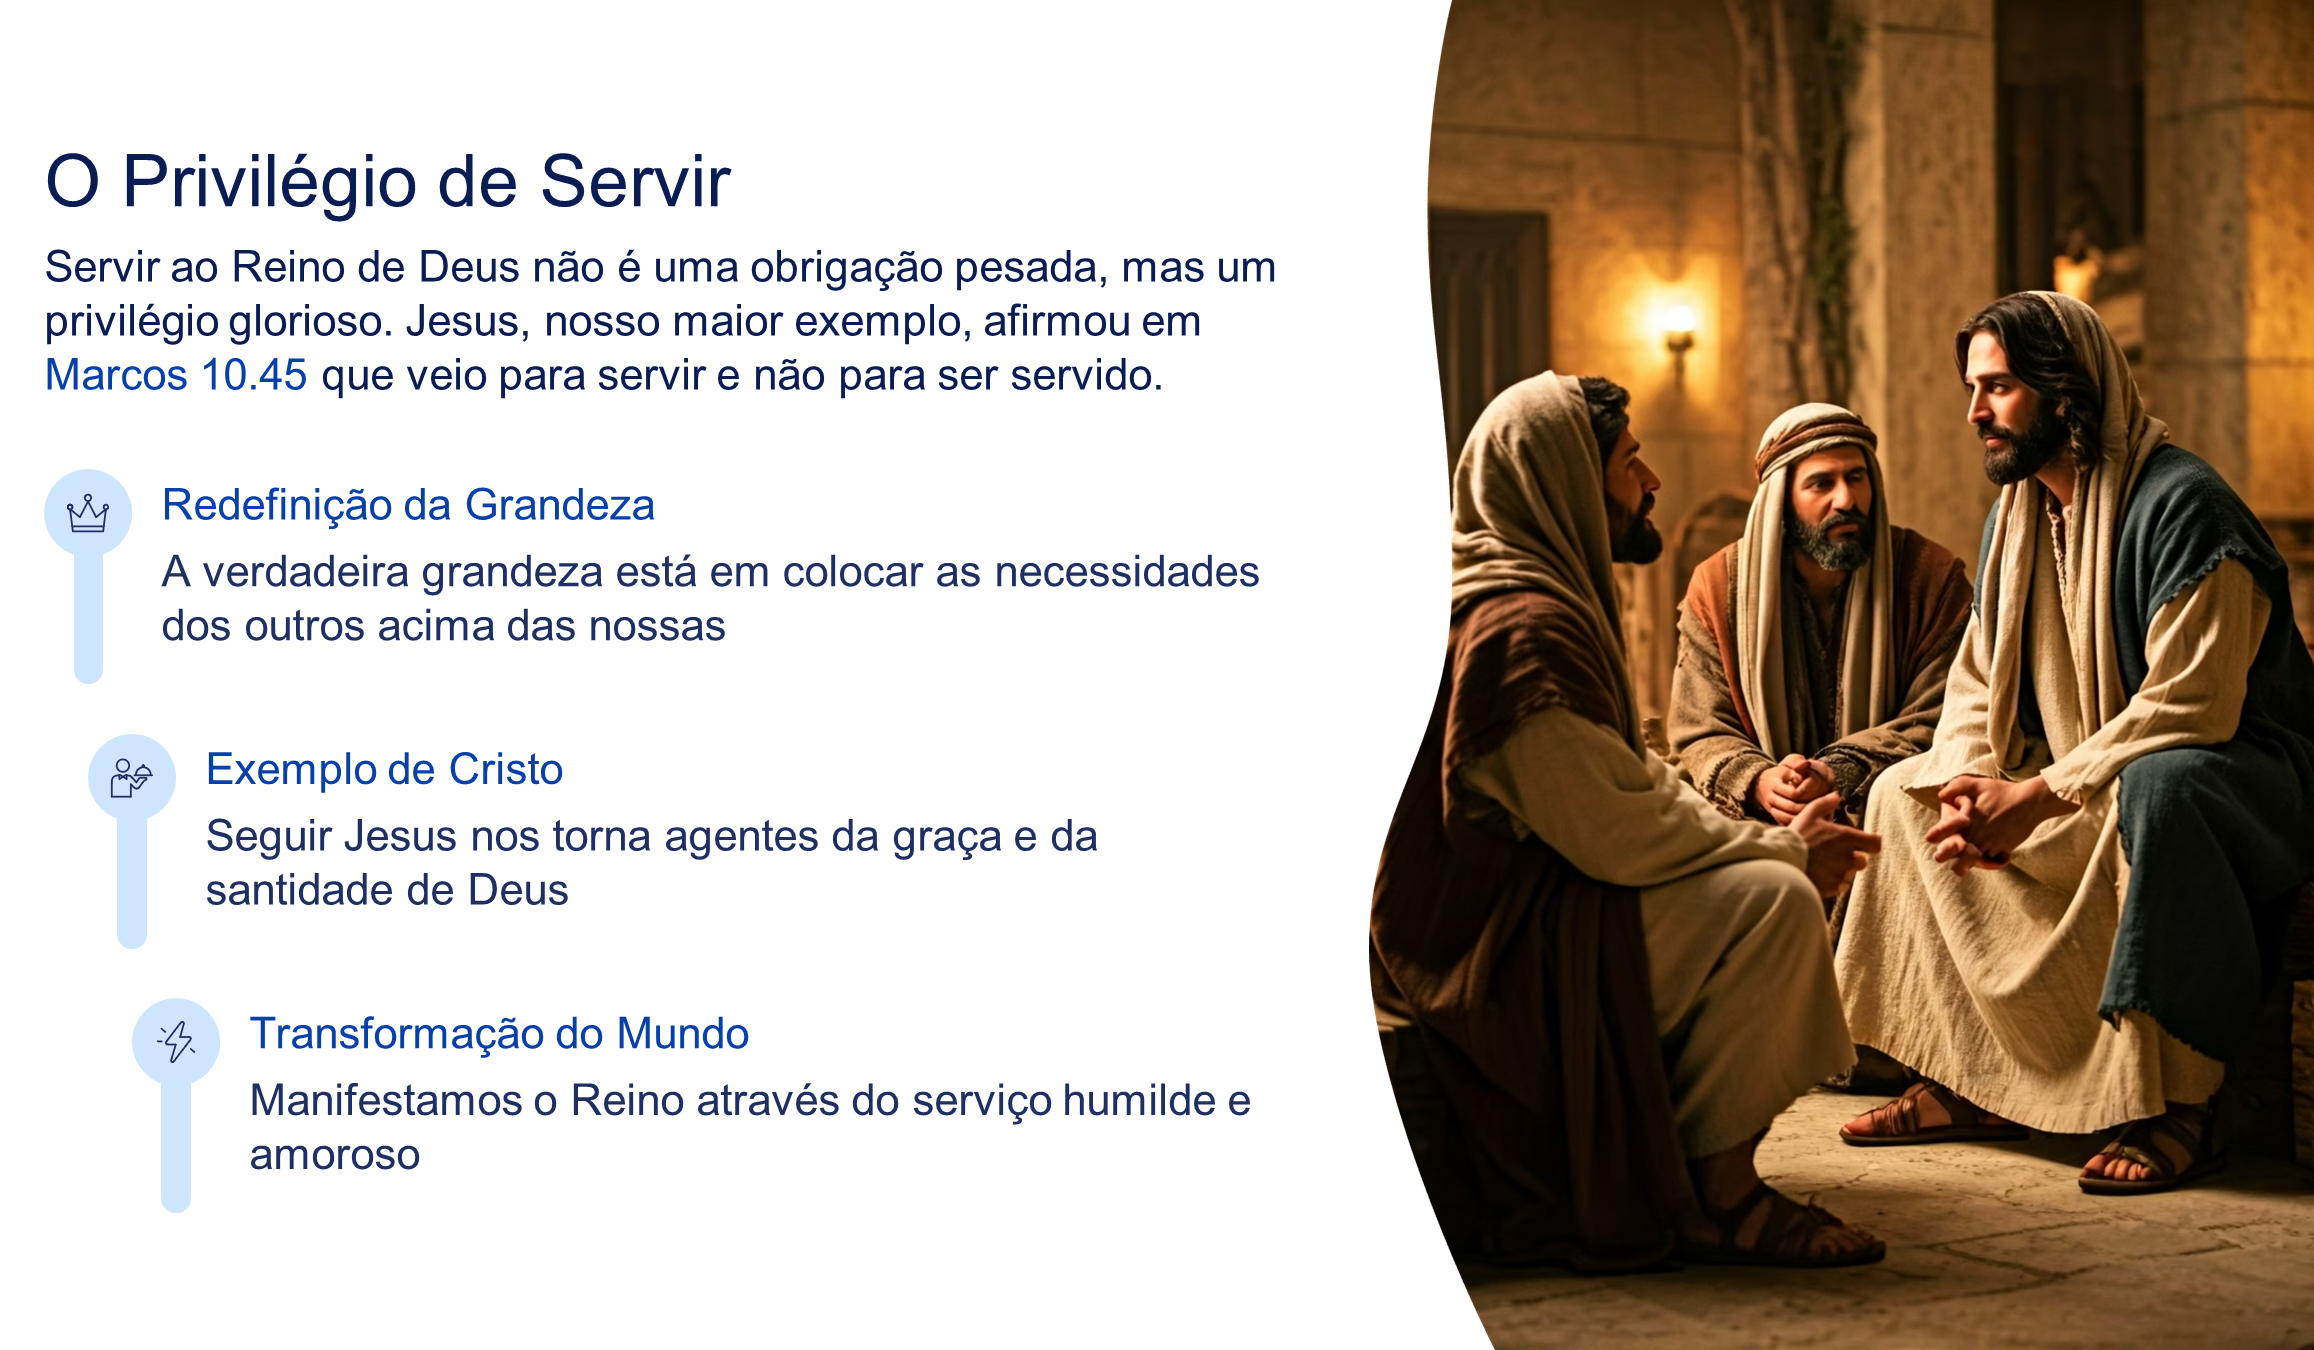 O Privilégio de Servir
Servir ao Reino de Deus não é uma obrigação pesada, mas um
privilégio glorioso. Jesus, nosso maior exemplo, afirmou em
Marcos 10.45 que veio para servir e não para ser servido.
Redefinição da Grandeza
A verdadeira grandeza está em colocar as necessidades
dos outros acima das nossas
Exemplo de Cristo
Seguir Jesus nos torna agentes da graça e da
santidade de Deus
Transformação do Mundo
Manifestamos o Reino através do serviço humilde e
amoroso